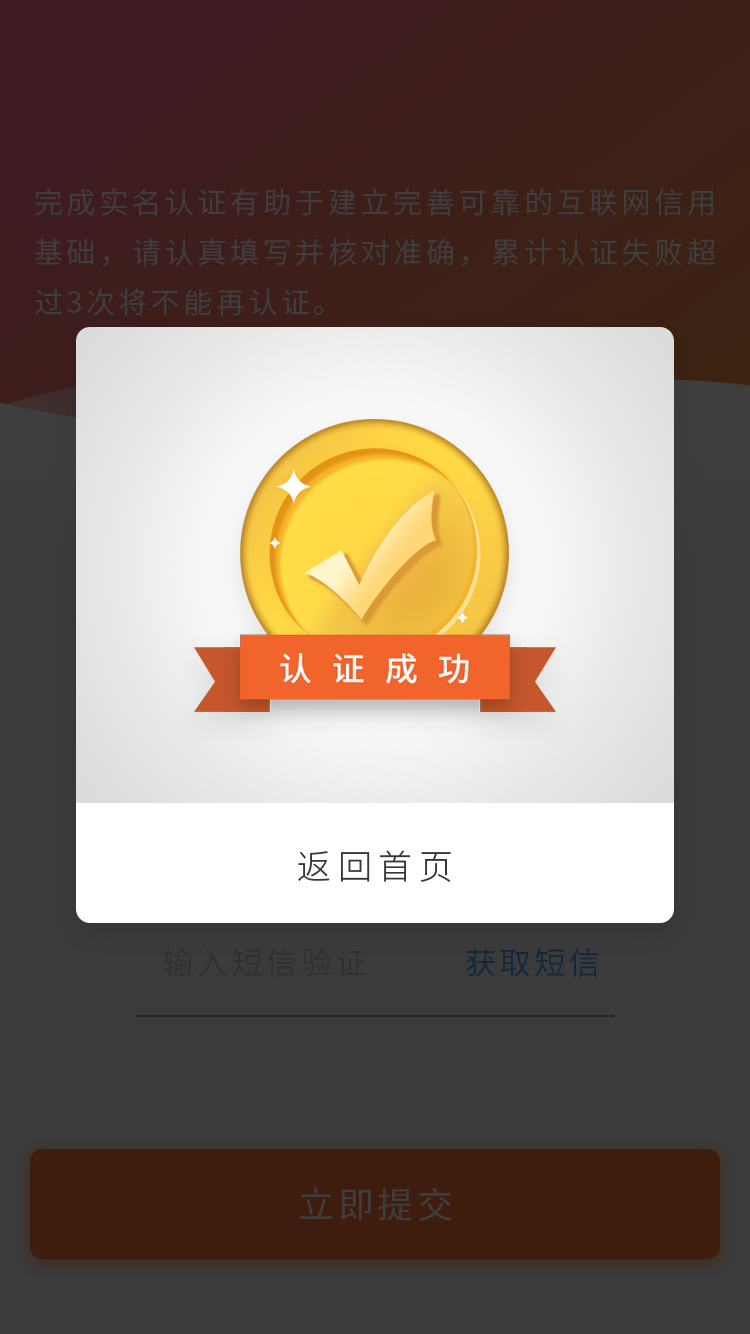 完成实名认证有助于建立完善可靠的互联网信用
基础，请认真填写并核对准确，累计认证失败超
过3次将不能再认证。
认证成功
返回首页
输入短信验证 获取短信
立即提交